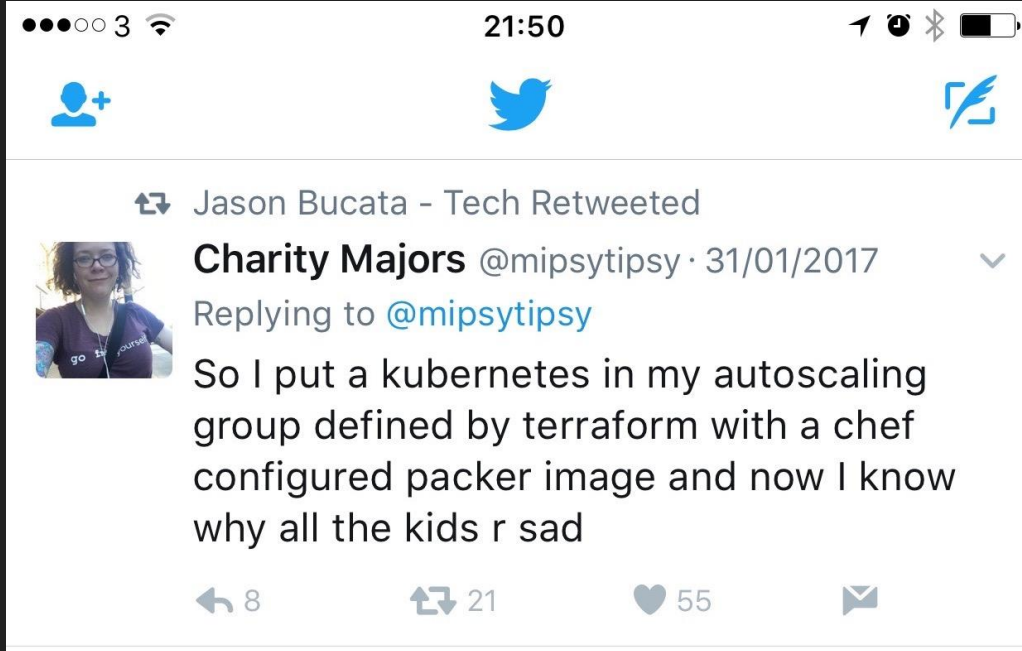 3 21:50
Jason Bucata - Tech Retweeted
Charity Majors @mipsytipsy · 31/01/2017
Replying to @mipsytipsy
So I put a kubernetes in my autoscaling
group defined by terraform with a chef
configured packer image and now I know
why all the kids r sad
8 21 55
go